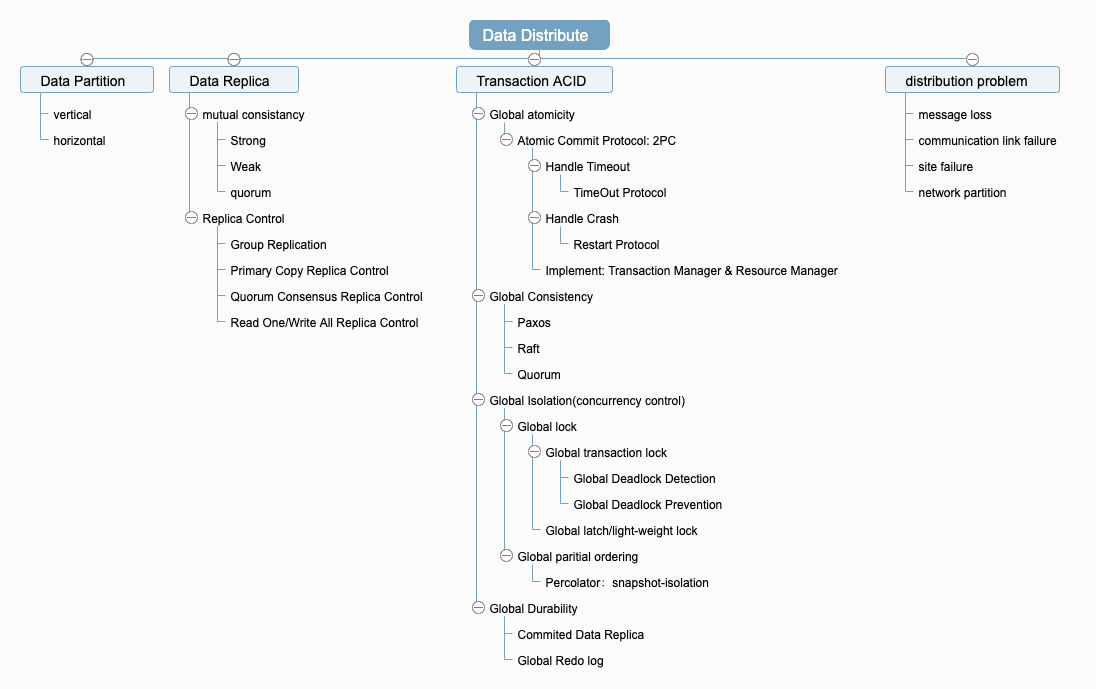 Data Distribute
Data Partition
vertical
horizontal
Data Replica
mutual consistancy
Strong
Weak
quorum
Replica Control
Group Replication
Primary Copy Replica Control
Quorum Consensus Replica Control
Read One/Write All Replica Control
Transaction ACID
Global atomicity
Atomic Commit Protocol: 2PC
Handle Timeout
TimeOut Protocol
Handle Crash
Restart Protocol
Implement: Transaction Manager & Resource Manager
Global Consistency
Paxos
Raft
Quorum
Global Isolation(concurrency control)
Global lock
Global transaction lock
Global Deadlock Detection
Global Deadlock Prevention
Global latch/light-weight lock
Global paritial ordering
Percolator：snapshot-isolation
Global Durability
Commited Data Replica
Global Redo log
distribution problem
message loss
communication link failure
site failure
network partition